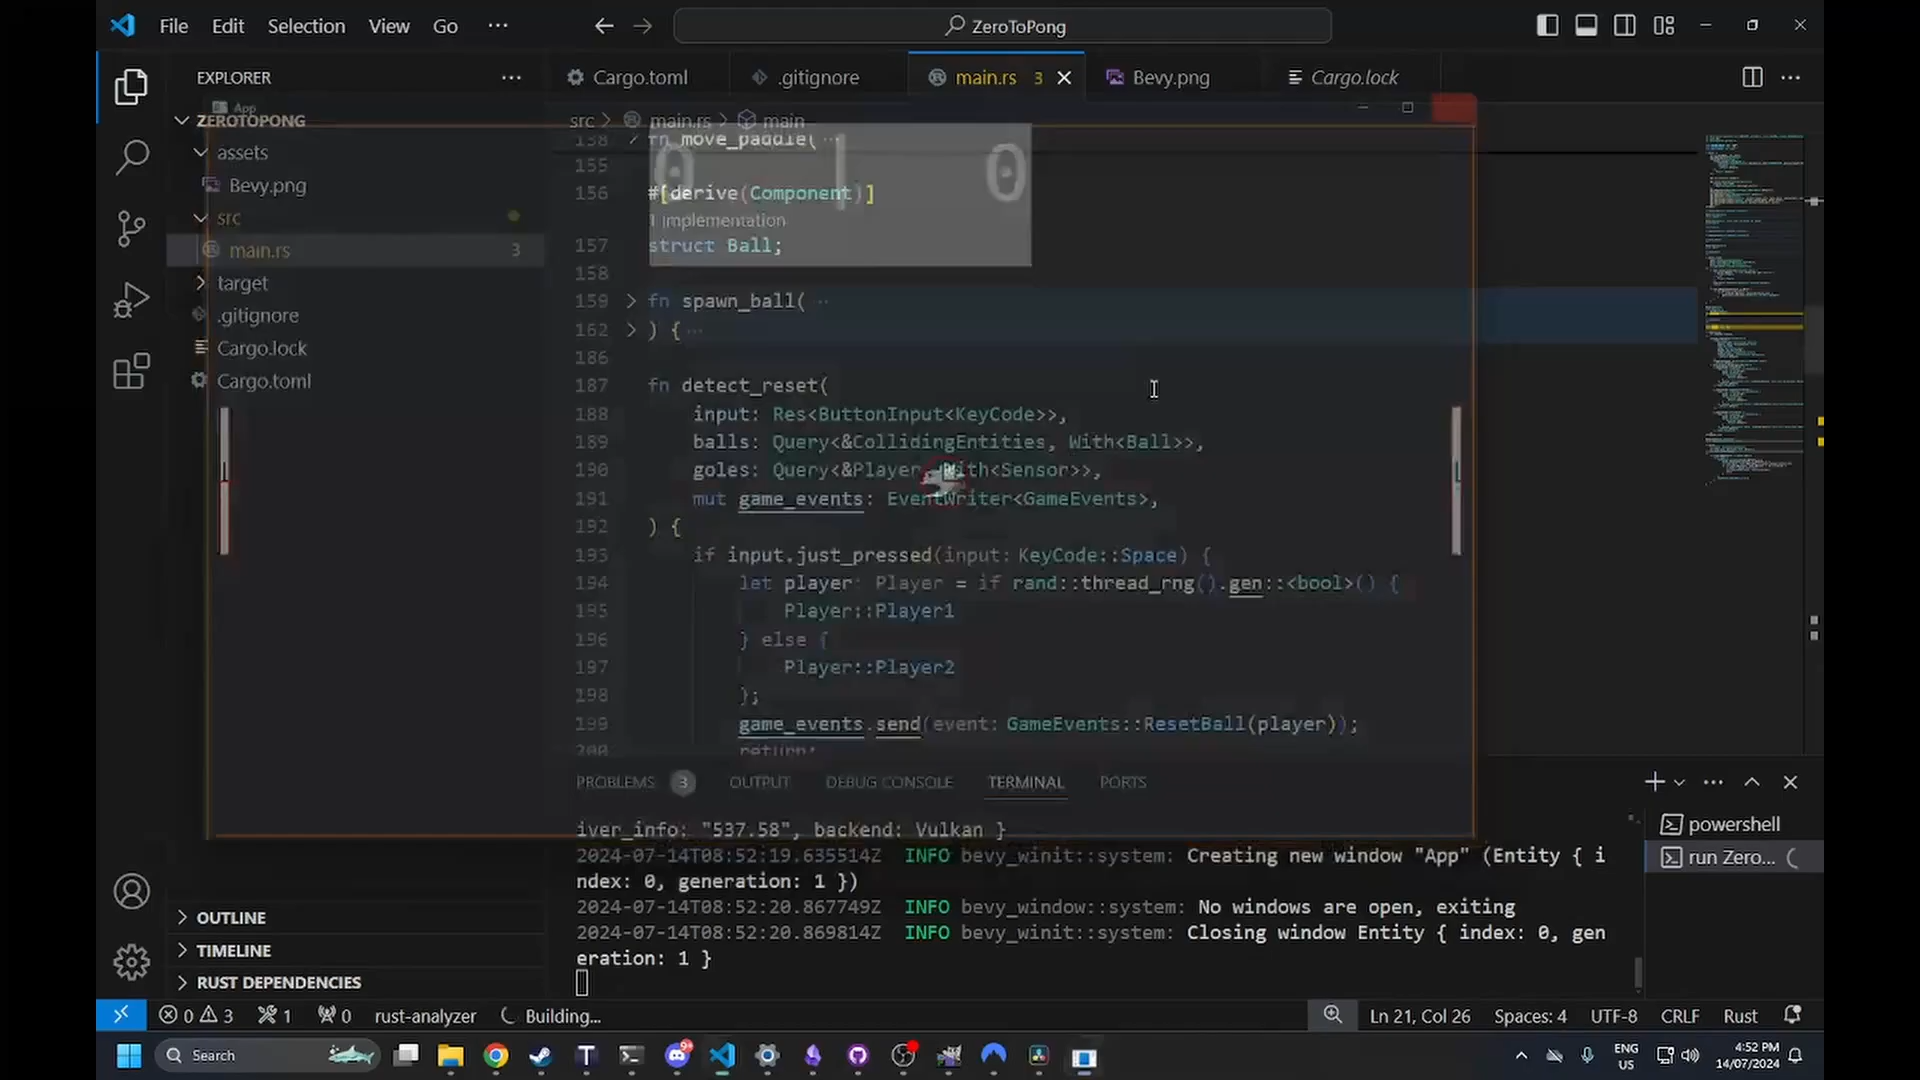 File Edit Selection View Go ··· ZeroToPong
EXPLORER ···
Cargo.toml .gitignore main.rs 3 Bevy.png Cargo.lock
App
ZEROTOPONG
src > main.rs > main
assets
Bevy.png
src
main.rs 3
target
.gitignore
Cargo.lock
Cargo.toml
OUTLINE
TIMELINE
RUST DEPENDENCIES
0 0
138 fn move_paddle( ···
155
156 #[derive(Component)]
1 implementation
157 struct Ball;
158
159 fn spawn_ball( ···
162 ) { ···
186
187 fn detect_reset(
188 input: Res<ButtonInput<KeyCode>>,
189 balls: Query<&CollidingEntities, With<Ball>>,
190 goles: Query<&Player, With<Sensor>>,
191 mut game_events: EventWriter<GameEvents>,
192 ) {
193 if input.just_pressed(input: KeyCode::Space) {
194 let player: Player = if rand::thread_rng().gen::<bool>() {
195 Player::Player1
196 } else {
197 Player::Player2
198 };
199 game_events.send(event: GameEvents::ResetBall(player));
200 return;
PROBLEMS 3 OUTPUT DEBUG CONSOLE TERMINAL PORTS
iver_info: "537.58", backend: Vulkan }
2024-07-14T08:52:19.635514Z INFO bevy_winit::system: Creating new window "App" (Entity { i
ndex: 0, generation: 1 })
2024-07-14T08:52:20.867749Z INFO bevy_window::system: No windows are open, exiting
2024-07-14T08:52:20.869814Z INFO bevy_winit::system: Closing window Entity { index: 0, gen
eration: 1 }
powershell
run Zero...
0 3 1 0 rust-analyzer Building... Ln 21, Col 26 Spaces: 4 UTF-8 CRLF Rust
Search 9+ ENG
US 4:52 PM
14/07/2024